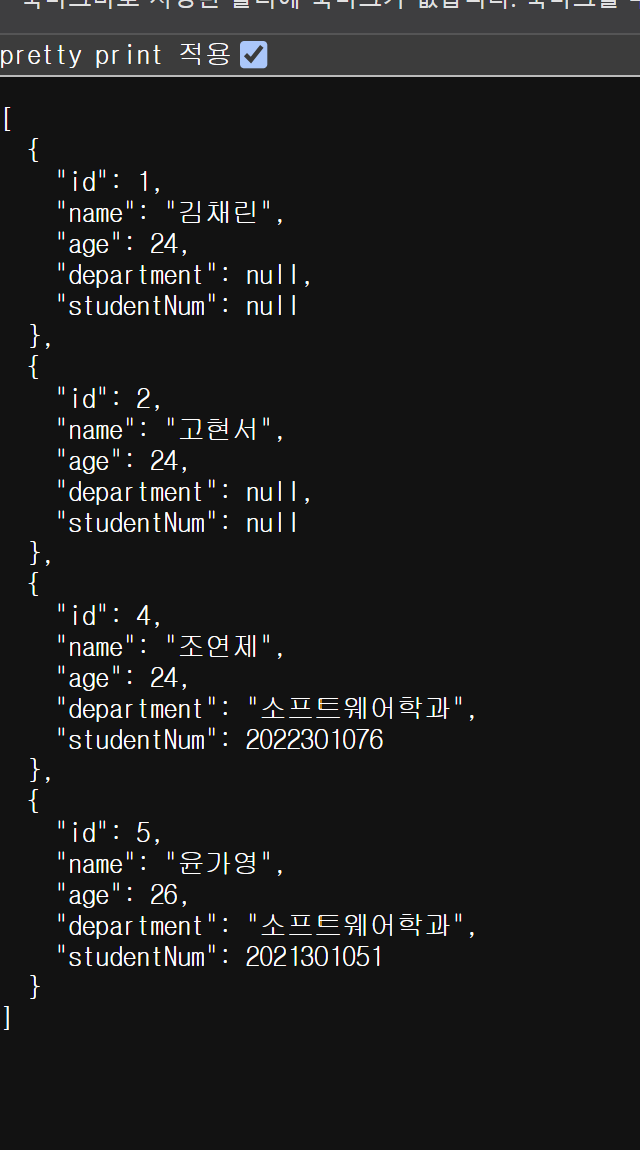 pretty print 적용
[
  {
    "id": 1,
    "name": "김채린",
    "age": 24,
    "department": null,
    "studentNum": null
  },
  {
    "id": 2,
    "name": "고현서",
    "age": 24,
    "department": null,
    "studentNum": null
  },
  {
    "id": 4,
    "name": "조연제",
    "age": 24,
    "department": "소프트웨어학과",
    "studentNum": 2022301076
  },
  {
    "id": 5,
    "name": "윤가영",
    "age": 26,
    "department": "소프트웨어학과",
    "studentNum": 2021301051
  }
]